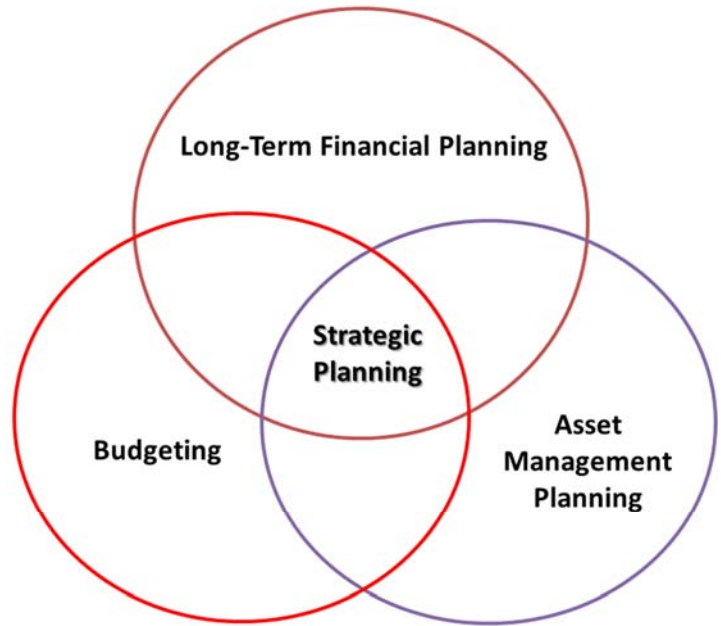 Long-Term Financial Planning
Strategic
Planning
Budgeting
Asset
Management
Planning